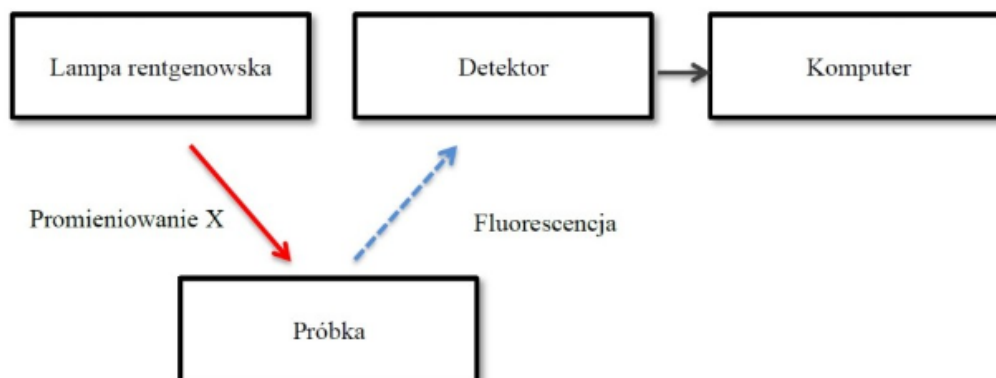 Lampa rentgenowska
Detektor
Komputer
Promieniowanie X
Fluorescencja
Próbka